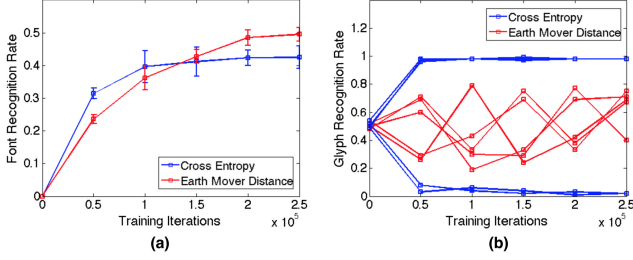 Font Recognition Rate
0.5
0.4
0.3
0.2
0.1
0
Cross Entropy
Earth Mover Distance
0 0.5 1 1.5 2 2.5
Training Iterations
x 10^5
(a)
Glyph Recognition Rate
1.4
1.2
1
0.8
0.6
0.4
0.2
0
Cross Entropy
Earth Mover Distance
0 0.5 1 1.5 2 2.5
Training Iterations
x 10^5
(b)